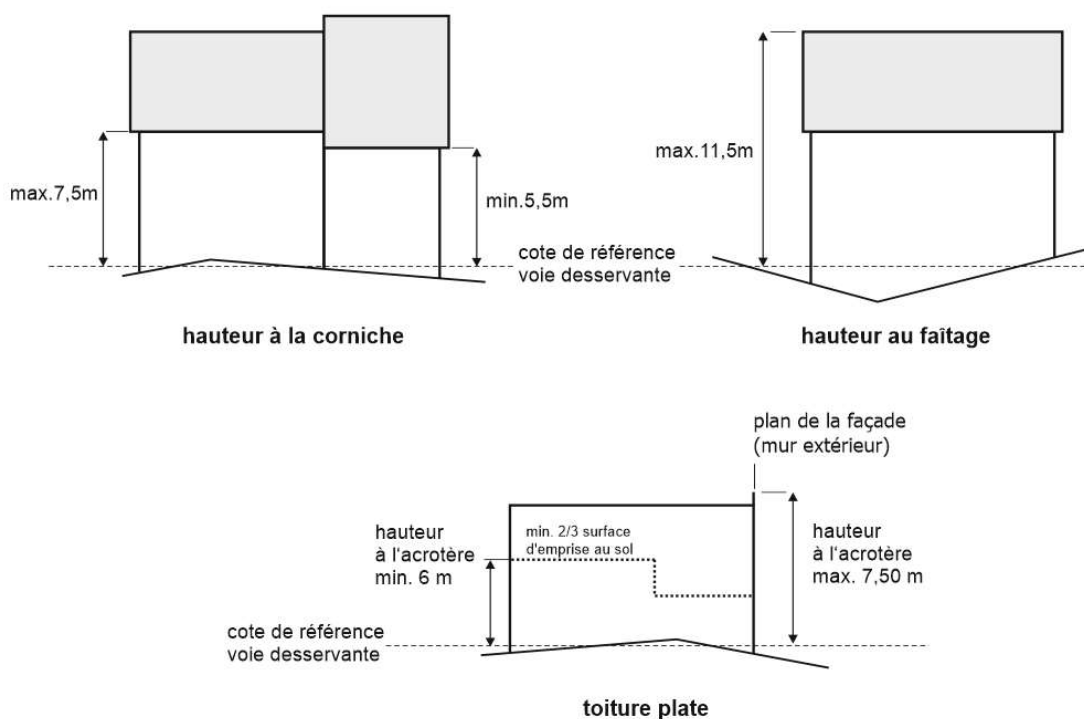 max.7,5m
min.5,5m
cote de référence
voie desservante
hauteur à la corniche
max.11,5m
hauteur au faîtage
plan de la façade
(mur extérieur)
hauteur
à l'acrotère
min. 6 m
min. 2/3 surface
d'emprise au sol
hauteur
à l'acrotère
max. 7,50 m
cote de référence
voie desservante
toiture plate